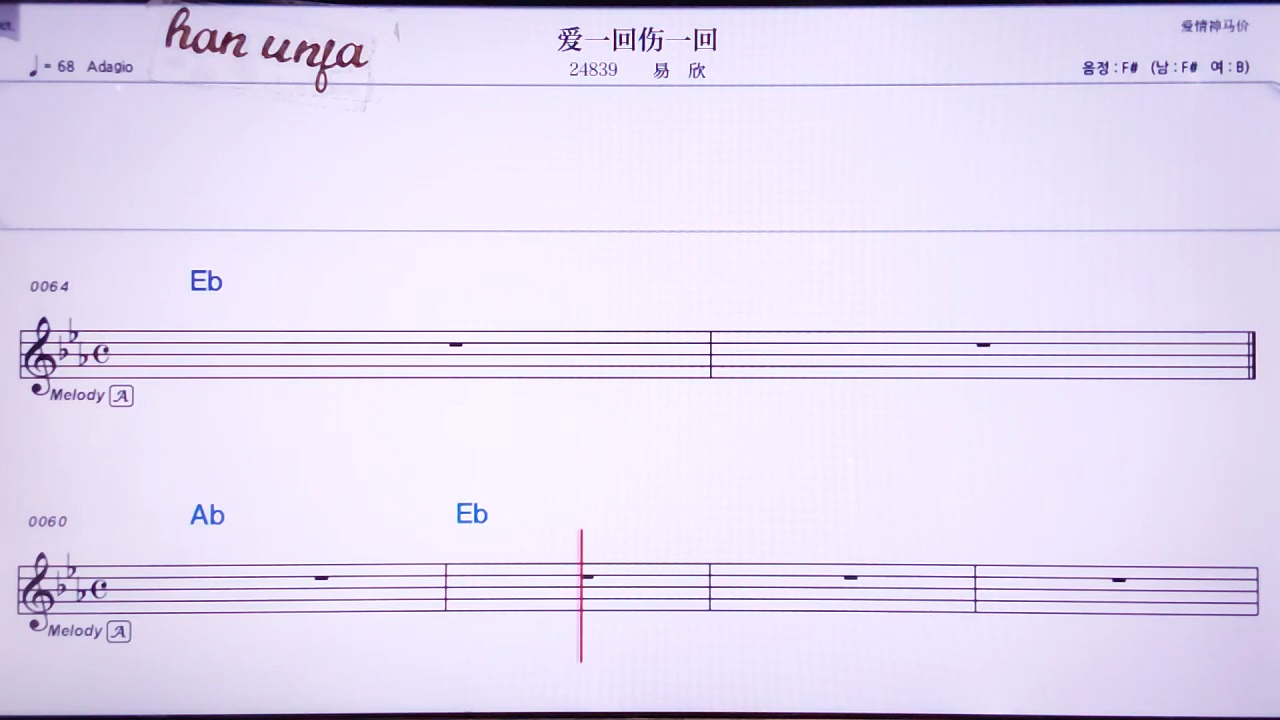 han unfa
爱一回伤一回
爱情神马价
♩= 68 Adagio
24839 易 欣
음정 : F# (남 : F# 여 : B)
0064 Eb
Melody A
0060 Ab Eb
Melody A